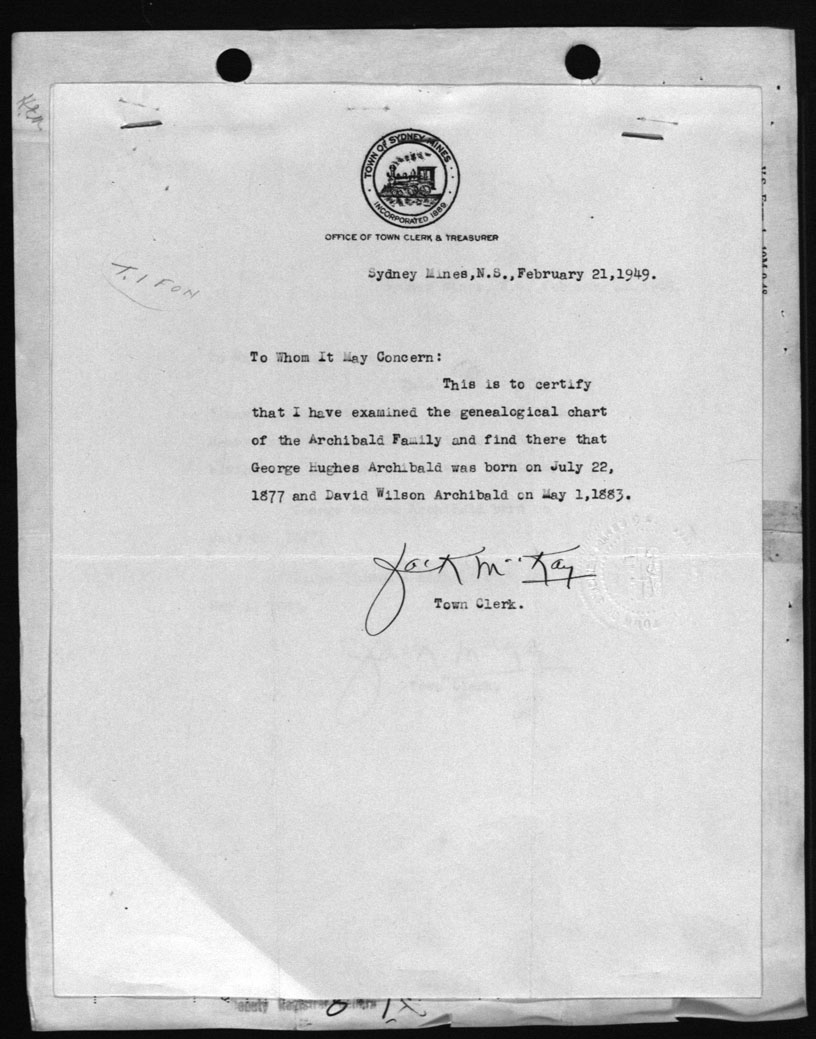 TOWN OF SYDNEY MINES
INCORPORATED 1889
OFFICE OF TOWN CLERK & TREASURER
Sydney Mines,N.S.,February 21,1949.
To Whom It May Concern:
This is to certify
that I have examined the genealogical chart
of the Archibald Family and find there that
George Hughes Archibald was born on July 22,
1877 and David Wilson Archibald on May 1,1883.
Jack McKay
Town Clerk.